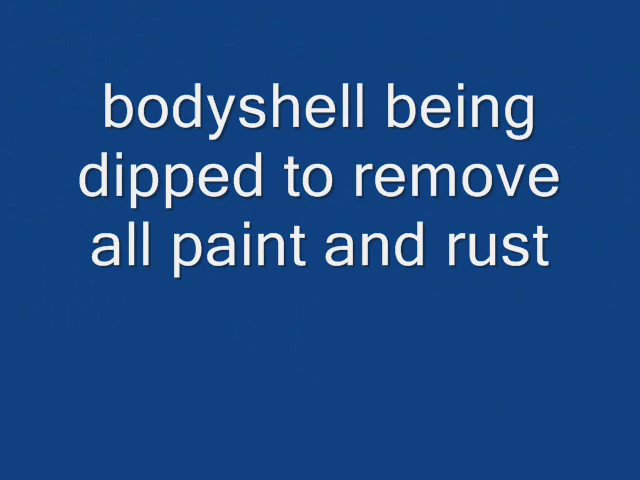 bodyshell being
dipped to remove
all paint and rust